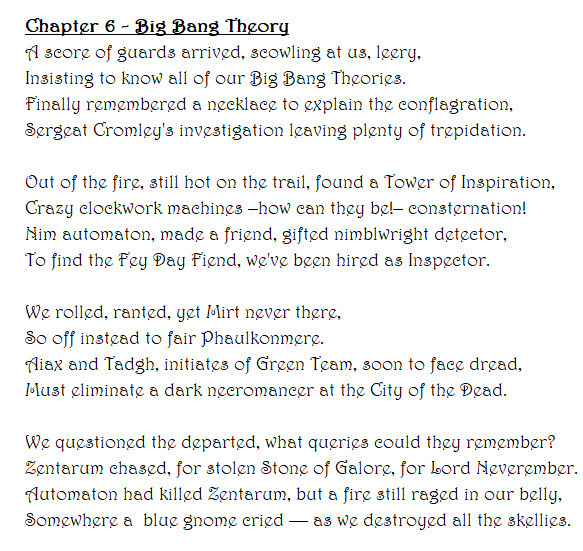 Chapter 6 - Big Bang Theory
A score of guards arrived, scowling at us, leery,
Insisting to know all of our Big Bang Theories.
Finally remembered a necklace to explain the conflagration,
Sergeat Cromley's investigation leaving plenty of trepidation.

Out of the fire, still hot on the trail, found a Tower of Inspiration,
Crazy clockwork machines –how can they be!– consternation!
Nim automaton, made a friend, gifted nimblwright detector,
To find the Fey Day Fiend, we've been hired as Inspector.

We rolled, ranted, yet Mirt never there,
So off instead to fair Phaulkonmere.
Aiax and Tadgh, initiates of Green Team, soon to face dread,
Must eliminate a dark necromancer at the City of the Dead.

We questioned the departed, what queries could they remember?
Zentarum chased, for stolen Stone of Galore, for Lord Neverember.
Automaton had killed Zentarum, but a fire still raged in our belly,
Somewhere a  blue gnome cried — as we destroyed all the skellies.